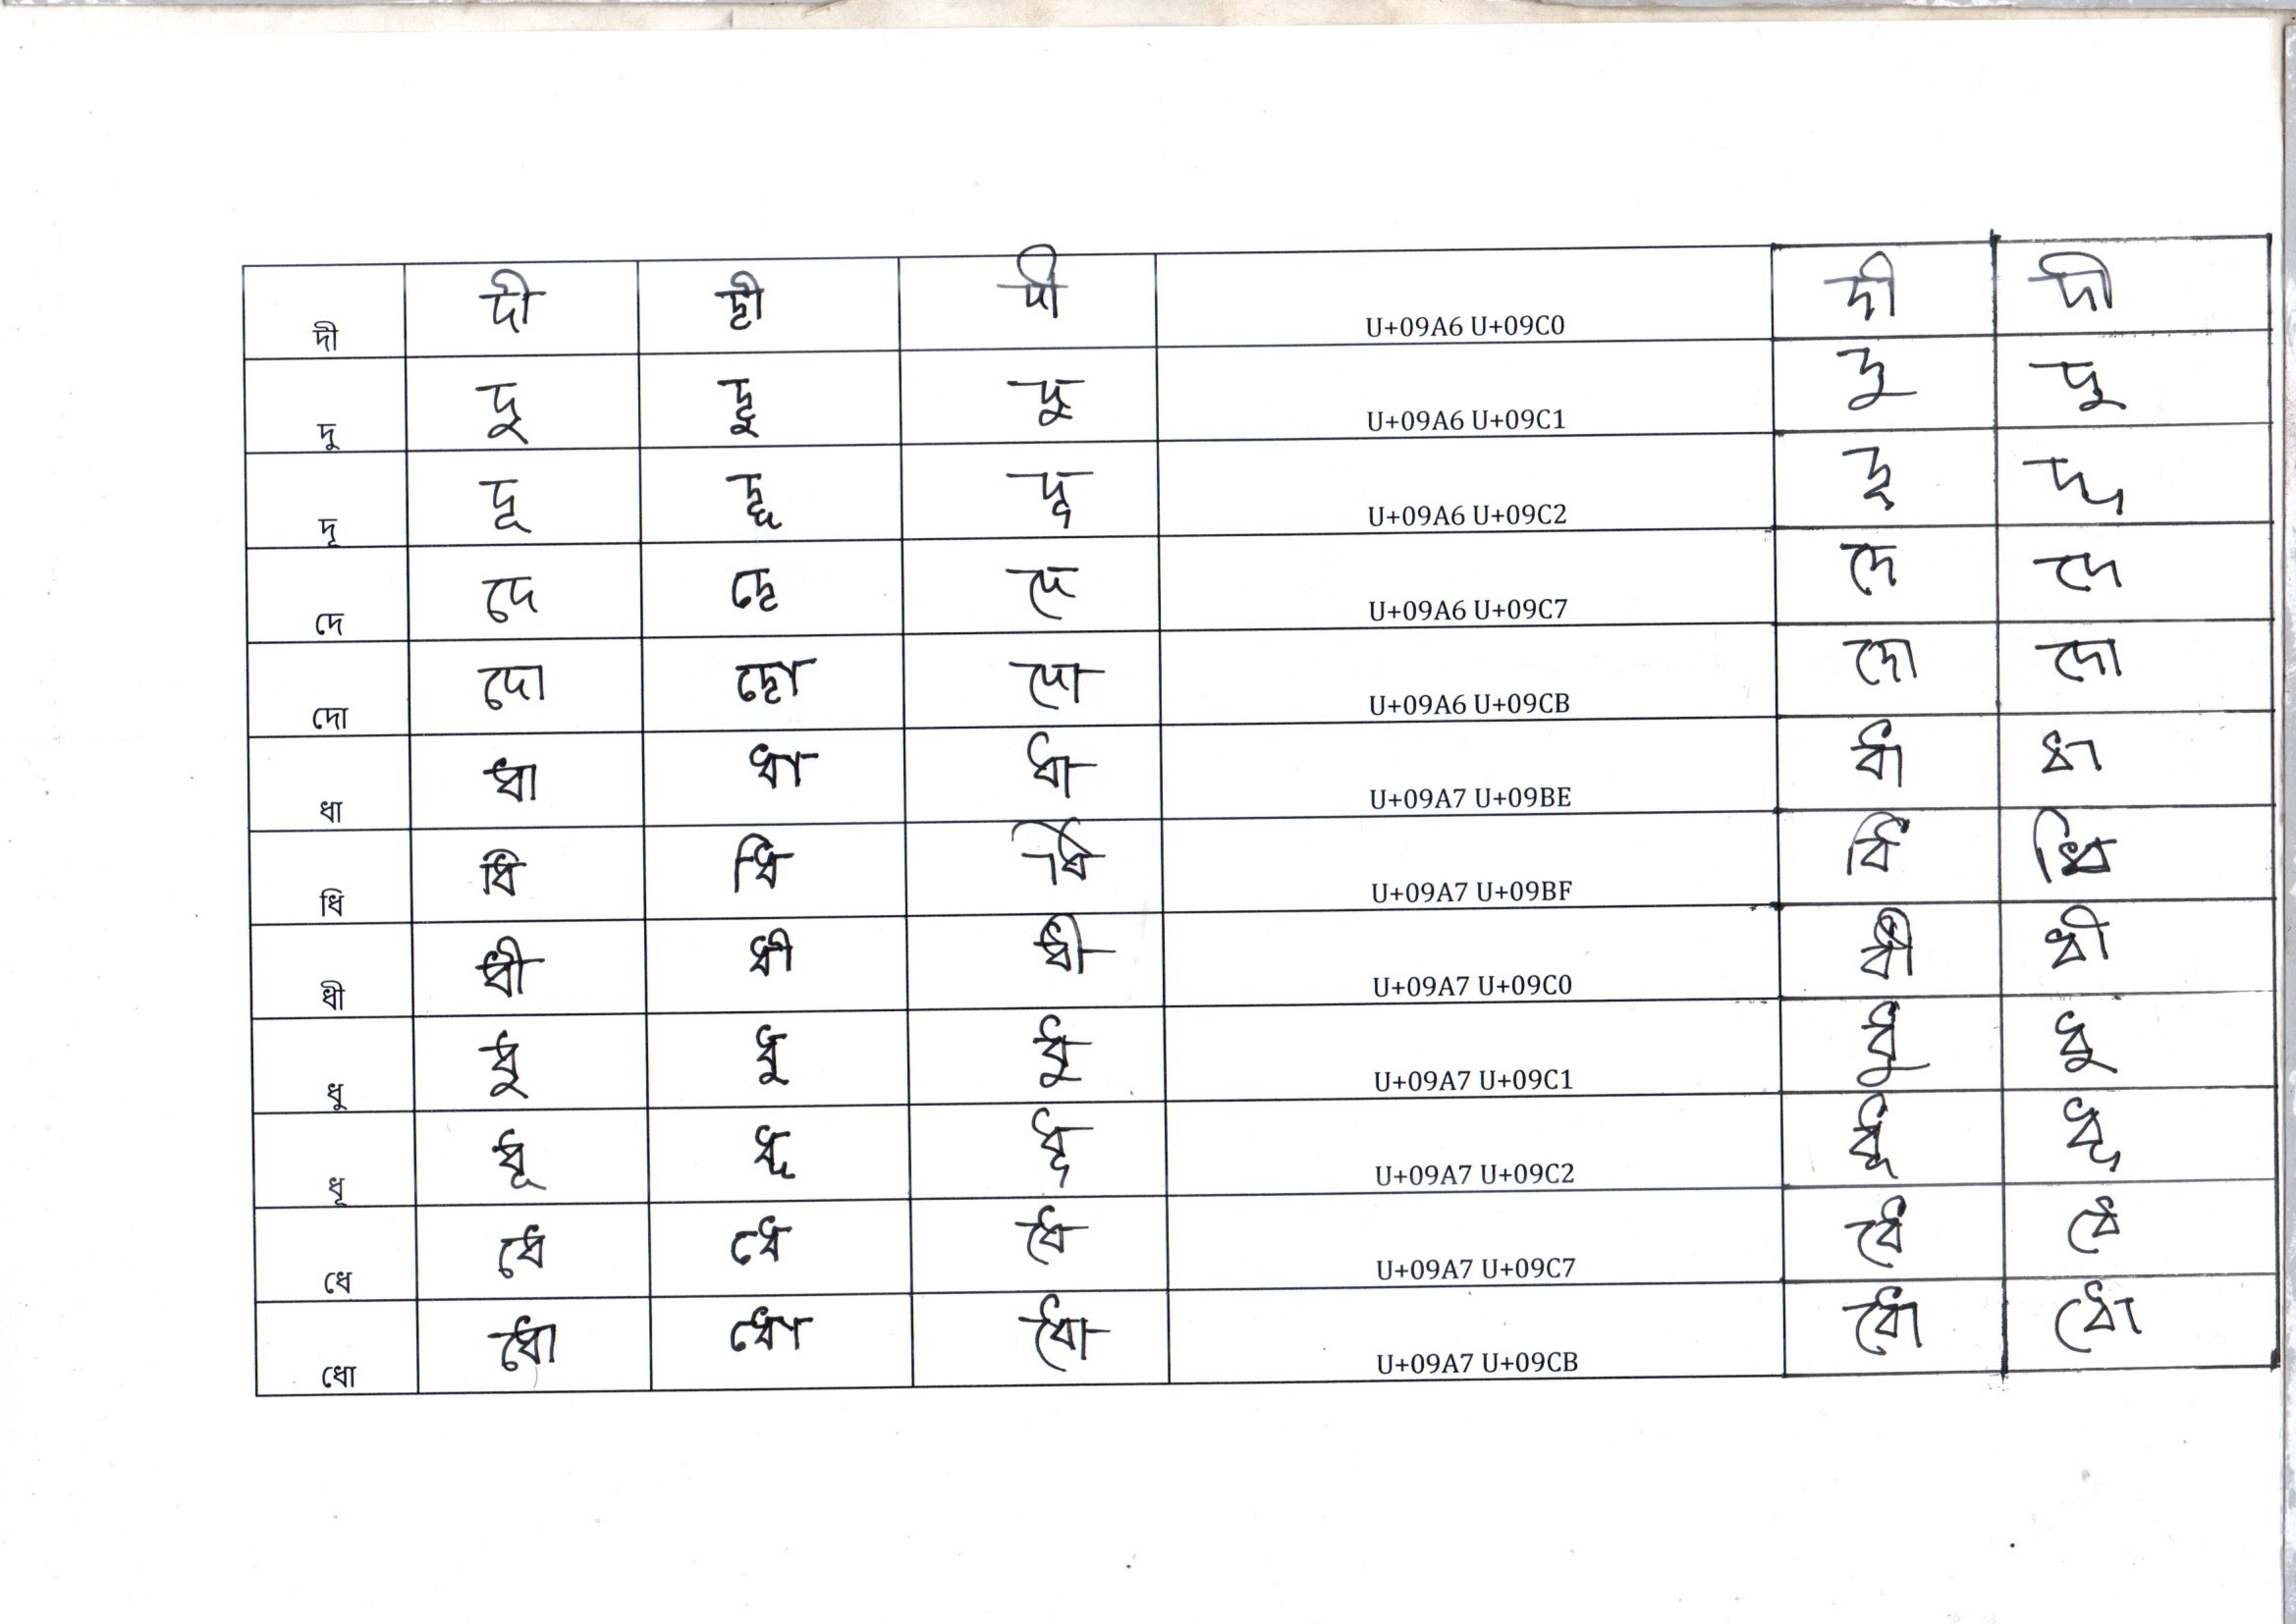 দী দী দী দী U+09A6 U+09C0 দী দী
দু দু দু দু U+09A6 U+09C1 দু দু
দূ দূ দূ দূ U+09A6 U+09C2 দূ দূ
দে দে দে দে U+09A6 U+09C7 দে দে
দো দো দো দো U+09A6 U+09CB দো দো
ধা ধা ধা ধা U+09A7 U+09BE ধা ধা
ধি ধি ধি ধি U+09A7 U+09BF ধি ধি
ধী ধী ধী ধী U+09A7 U+09C0 ধী ধী
ধু ধু ধু ধু U+09A7 U+09C1 ধু ধু
ধূ ধূ ধূ ধূ U+09A7 U+09C2 ধূ ধূ
ধে ধে ধে ধে U+09A7 U+09C7 ধে ধে
ধো ধো ধো ধো U+09A7 U+09CB ধো ধো